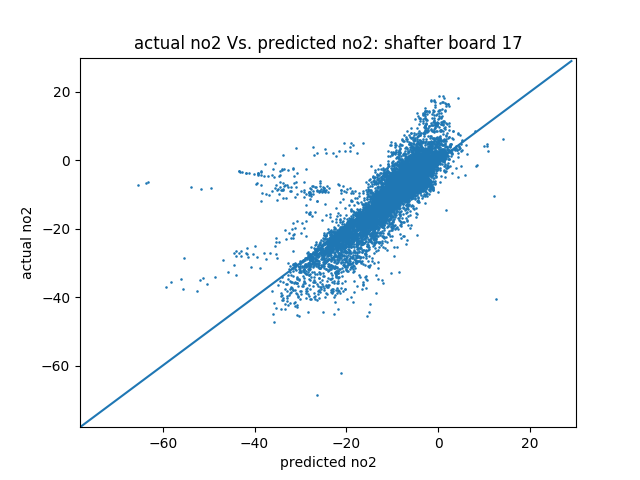 actual no2 Vs. predicted no2: shafter board 17
20
0
−20
−40
−60
actual no2
−60 −40 −20 0 20
predicted no2